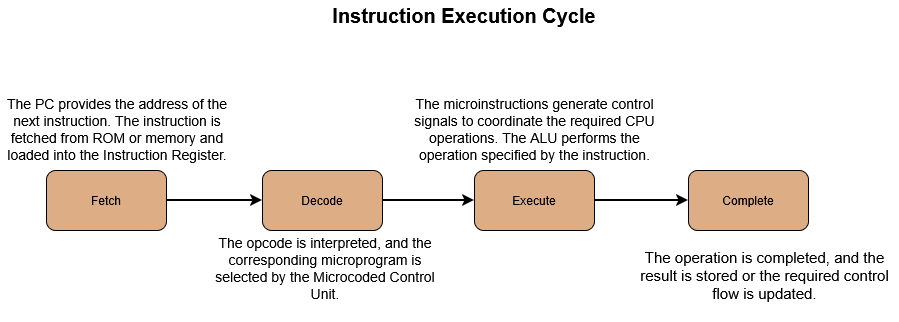 Instruction Execution Cycle
The PC provides the address of the
next instruction. The instruction is
fetched from ROM or memory and
loaded into the Instruction Register.
The microinstructions generate control
signals to coordinate the required CPU
operations. The ALU performs the
operation specified by the instruction.
Fetch
Decode
Execute
Complete
The opcode is interpreted, and the
corresponding microprogram is
selected by the Microcoded Control
Unit.
The operation is completed, and the
result is stored or the required control
flow is updated.